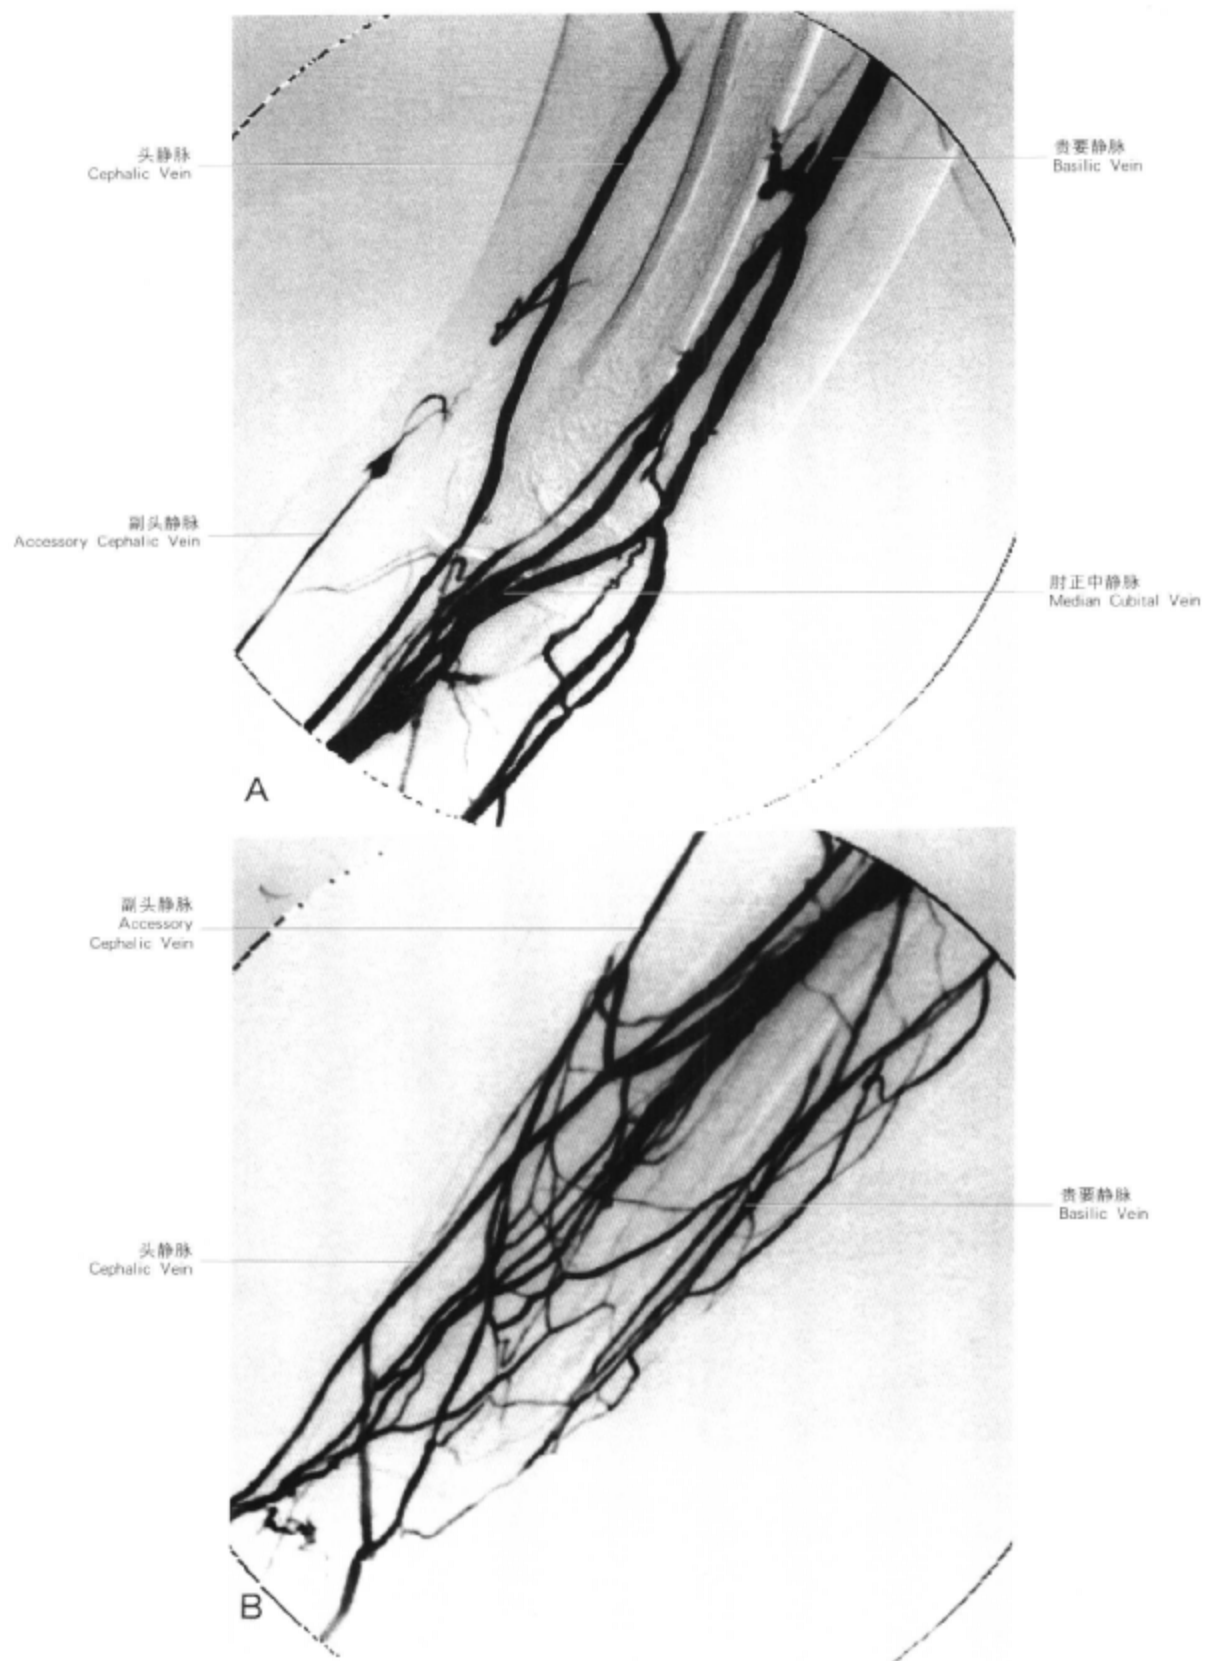 头静脉
Cephalic Vein
贵要静脉
Basilic Vein
副头静脉
Accessory Cephalic Vein
肘正中静脉
Median Cubital Vein
A
副头静脉
Accessory
Cephalic Vein
贵要静脉
Basilic Vein
头静脉
Cephalic Vein
B